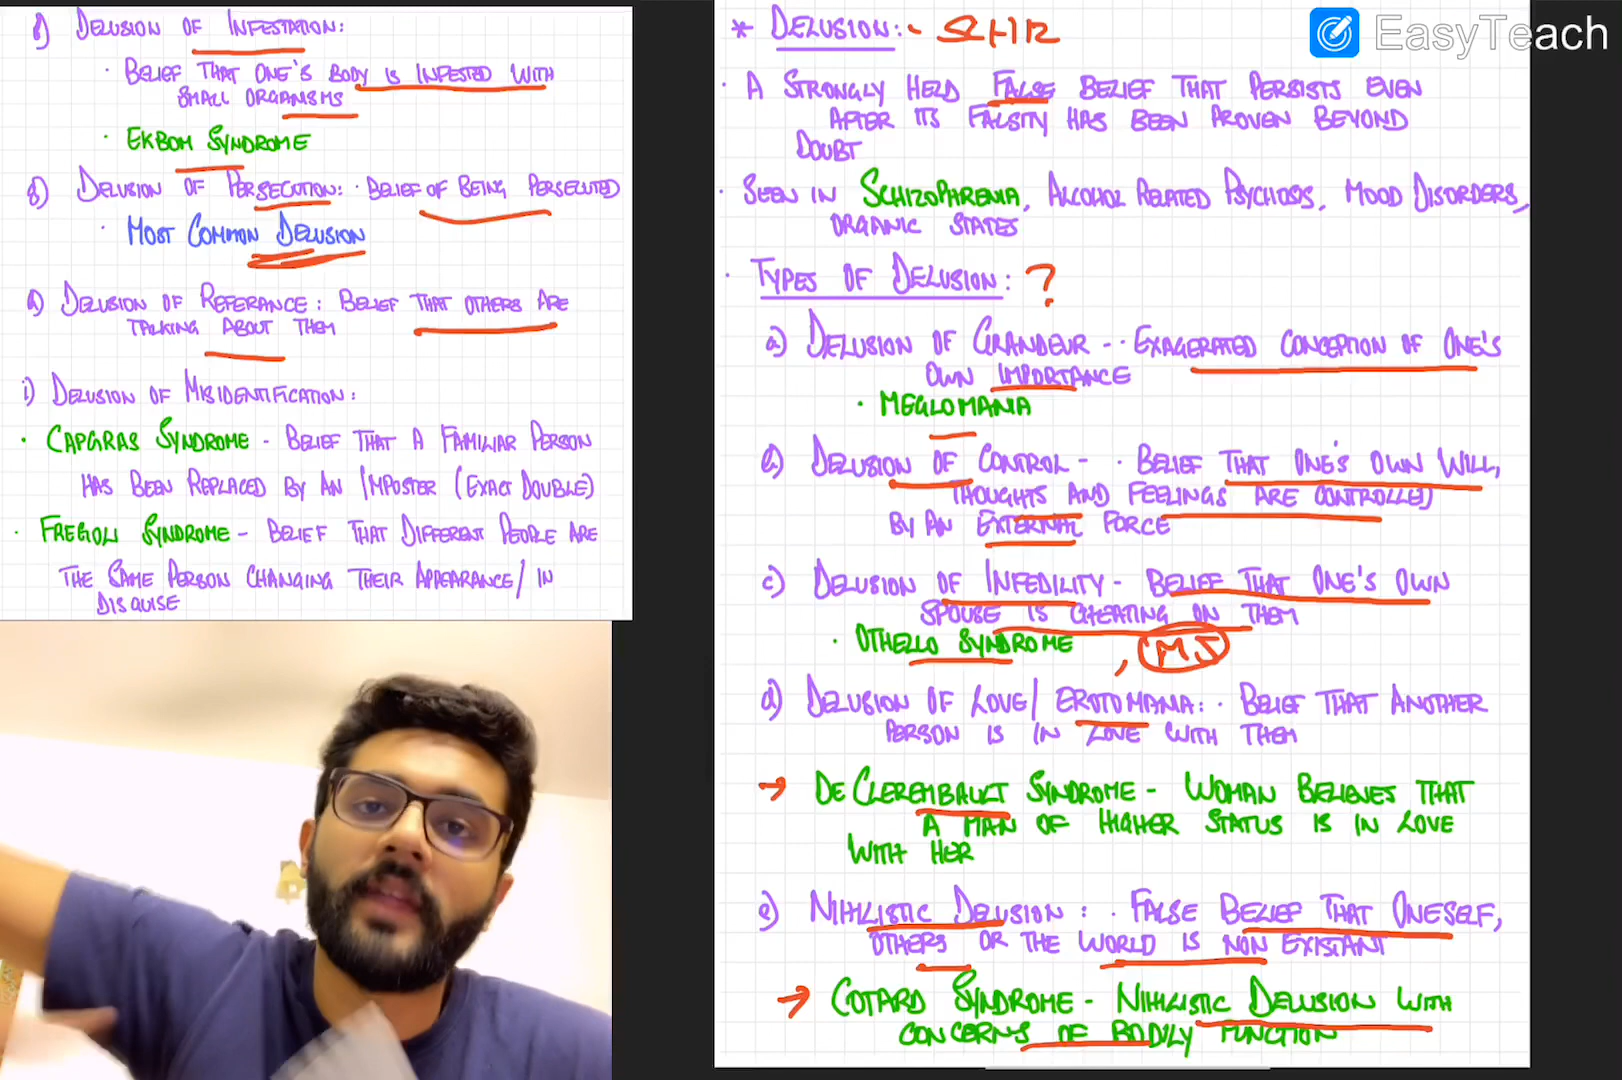 f) DELUSION OF INFESTATION:
· BELIEF THAT ONE'S BODY IS INFESTED WITH
SMALL ORGANISMS
· EKBOM SYNDROME
g) DELUSION OF PERSECUTION: · BELIEF OF BEING PERSECUTED
· MOST COMMON DELUSION
h) DELUSION OF REFERANCE: BELIEF THAT OTHERS ARE
TALKING ABOUT THEM
i) DELUSION OF MISIDENTIFICATION:
· CAPGRAS SYNDROME - BELIEF THAT A FAMILIAR PERSON
HAS BEEN REPLACED BY AN IMPOSTER (EXACT DOUBLE)
· FREGOLI SYNDROME - BELIEF THAT DIFFERENT PEOPLE ARE
THE SAME PERSON CHANGING THEIR APPEARANCE/ IN
DISGUISE
* DELUSION: - SCHIZ
EasyTeach
· A STRONGLY HELD FALSE BELIEF THAT PERSISTS EVEN
AFTER ITS FALSITY HAS BEEN PROVEN BEYOND
DOUBT
· SEEN IN SCHIZOPHRENIA, ALCOHOL RELATED PSYCHOSIS, MOOD DISORDERS,
ORGANIC STATES
· TYPES OF DELUSION: ?
a) DELUSION OF GRANDEUR - · EXAGERATED CONCEPTION OF ONE'S
OWN IMPORTANCE
· MEGLOMANIA
b) DELUSION OF CONTROL - · BELIEF THAT ONE'S OWN WILL,
THOUGHTS AND FEELINGS ARE CONTROLLED
BY AN EXTERNAL FORCE
c) DELUSION OF INFEDILITY - BELIEF THAT ONE'S OWN
SPOUSE IS CHEATING ON THEM
· OTHELLO SYNDROME , MJ
d) DELUSION OF LOVE/ EROTOMANIA: · BELIEF THAT ANOTHER
PERSON IS IN LOVE WITH THEM
→ DE CLEREMBAULT SYNDROME - WOMAN BELIEVES THAT
A MAN OF HIGHER STATUS IS IN LOVE
WITH HER
e) NIHILISTIC DELUSION: · FALSE BELIEF THAT ONESELF,
OTHERS OR THE WORLD IS NON EXISTANT
→ COTARD SYNDROME - NIHILISTIC DELUSION WITH
CONCERNS OF BODILY FUNCTION